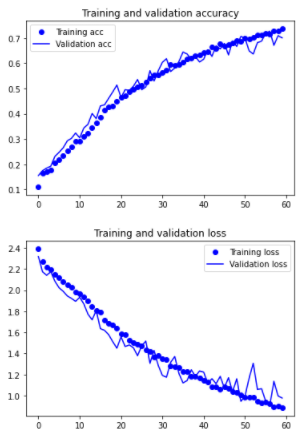 Training and validation accuracy
Training acc
Validation acc
0.7
0.6
0.5
0.4
0.3
0.2
0.1
0 10 20 30 40 50 60
Training and validation loss
Training loss
Validation loss
2.4
2.2
2.0
1.8
1.6
1.4
1.2
1.0
0 10 20 30 40 50 60